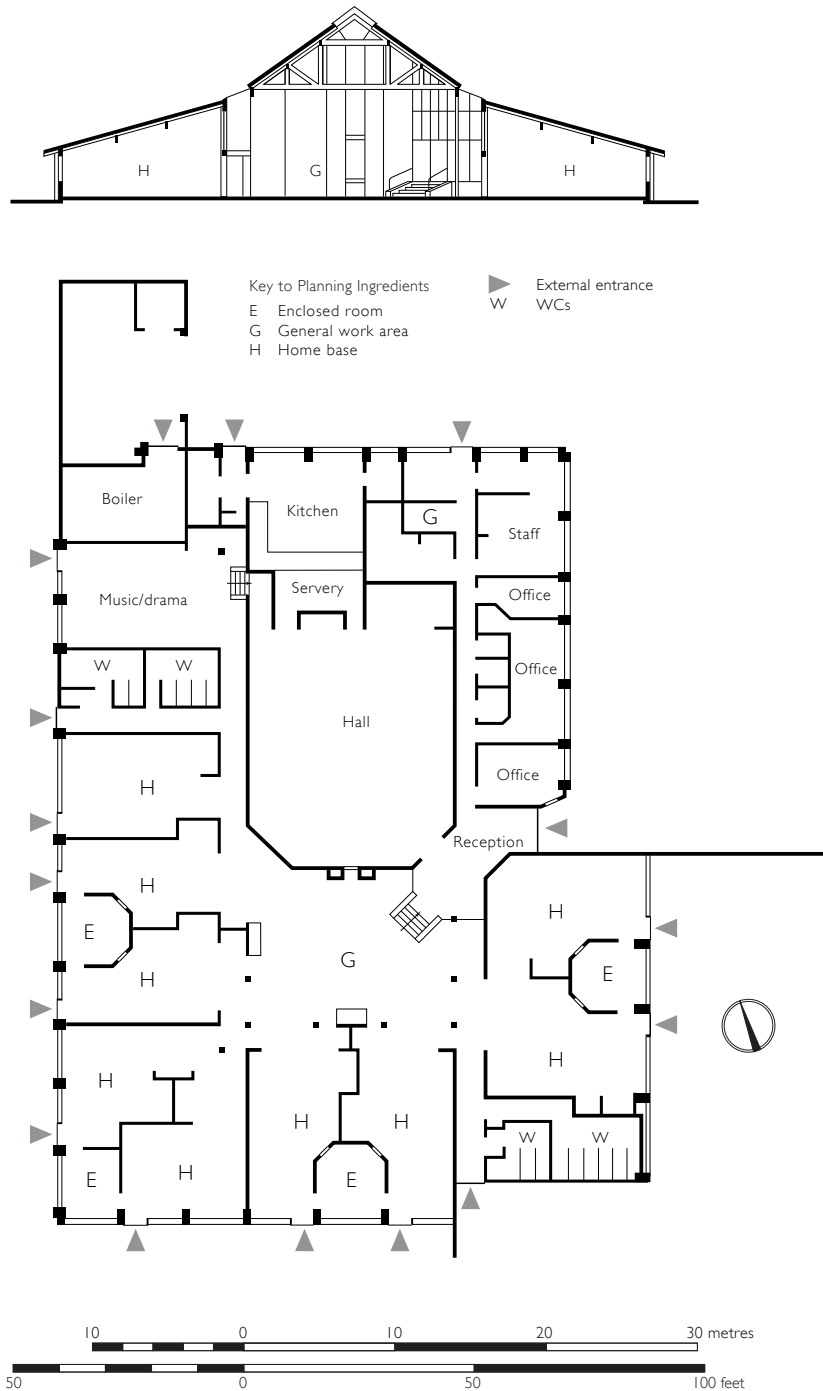 H
G
H
Key to Planning Ingredients
E Enclosed room
G General work area
H Home base
External entrance
W WCs
Boiler
Kitchen
G
Staff
Servery
Office
Music/drama
W
W
Office
Hall
Office
H
Reception
H
H
E
G
E
H
H
H
H
H
W
W
E
H
E
10 0 10 20 30 metres
50 0 50 100 feet